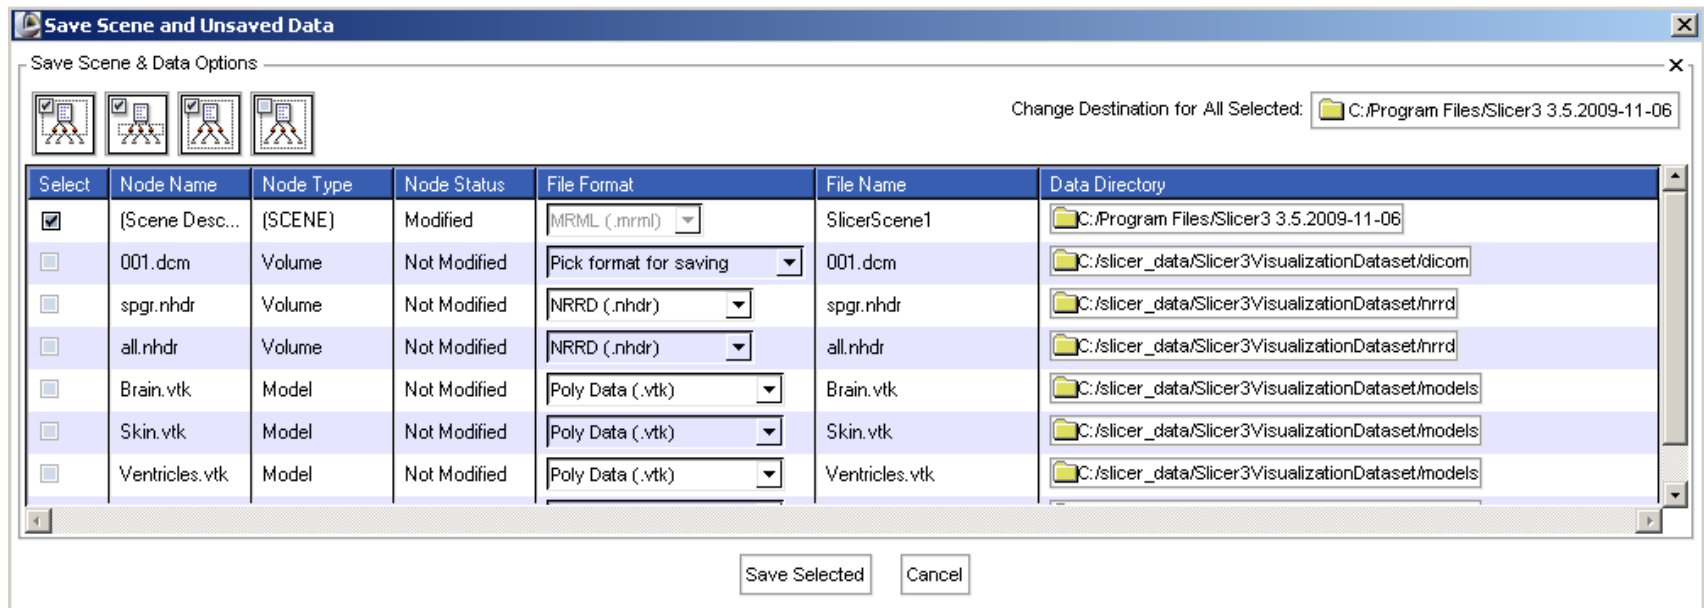 Save Scene and Unsaved Data
Save Scene & Data Options
Change Destination for All Selected: C:/Program Files/Slicer3 3.5.2009-11-06
Select Node Name Node Type Node Status File Format File Name Data Directory
(Scene Desc... (SCENE) Modified MRML (.mrml) SlicerScene1 C:/Program Files/Slicer3 3.5.2009-11-06
001.dcm Volume Not Modified Pick format for saving 001.dcm C:/slicer_data/Slicer3VisualizationDataset/dicom
spgr.nhdr Volume Not Modified NRRD (.nhdr) spgr.nhdr C:/slicer_data/Slicer3VisualizationDataset/nrrd
all.nhdr Volume Not Modified NRRD (.nhdr) all.nhdr C:/slicer_data/Slicer3VisualizationDataset/nrrd
Brain.vtk Model Not Modified Poly Data (.vtk) Brain.vtk C:/slicer_data/Slicer3VisualizationDataset/models
Skin.vtk Model Not Modified Poly Data (.vtk) Skin.vtk C:/slicer_data/Slicer3VisualizationDataset/models
Ventricles.vtk Model Not Modified Poly Data (.vtk) Ventricles.vtk C:/slicer_data/Slicer3VisualizationDataset/models
Save Selected Cancel